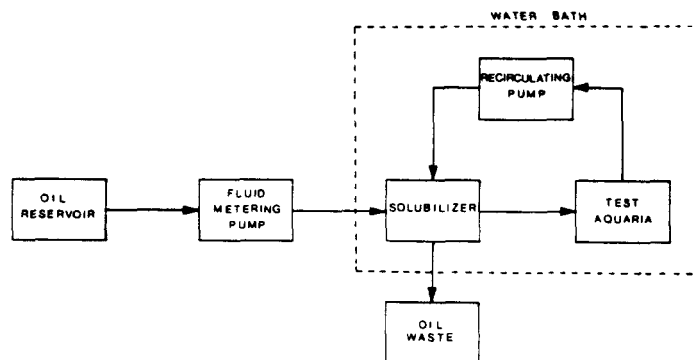 WATER BATH
RECIRCULATING
PUMP
OIL
RESERVOIR
FLUID
METERING
PUMP
SOLUBILIZER
TEST
AQUARIA
OIL
WASTE